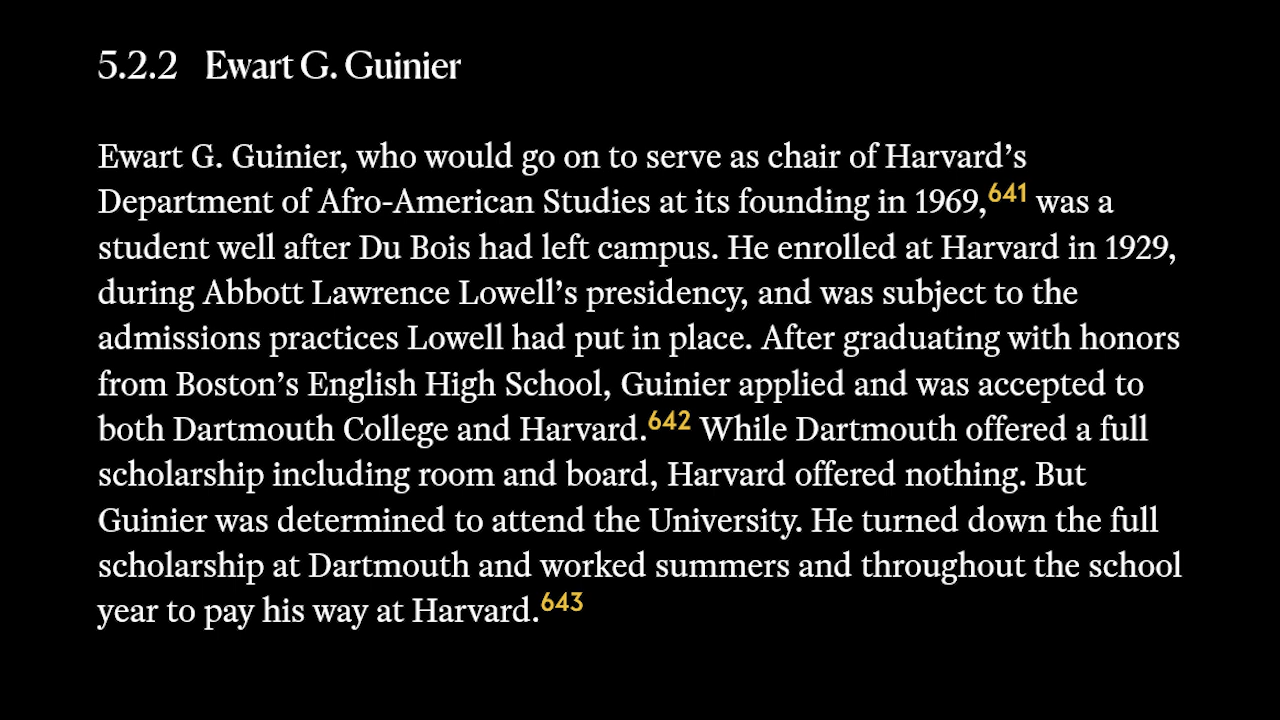 5.2.2 Ewart G. Guinier
Ewart G. Guinier, who would go on to serve as chair of Harvard’s
Department of Afro-American Studies at its founding in 1969,641 was a
student well after Du Bois had left campus. He enrolled at Harvard in 1929,
during Abbott Lawrence Lowell’s presidency, and was subject to the
admissions practices Lowell had put in place. After graduating with honors
from Boston’s English High School, Guinier applied and was accepted to
both Dartmouth College and Harvard.642 While Dartmouth offered a full
scholarship including room and board, Harvard offered nothing. But
Guinier was determined to attend the University. He turned down the full
scholarship at Dartmouth and worked summers and throughout the school
year to pay his way at Harvard.643